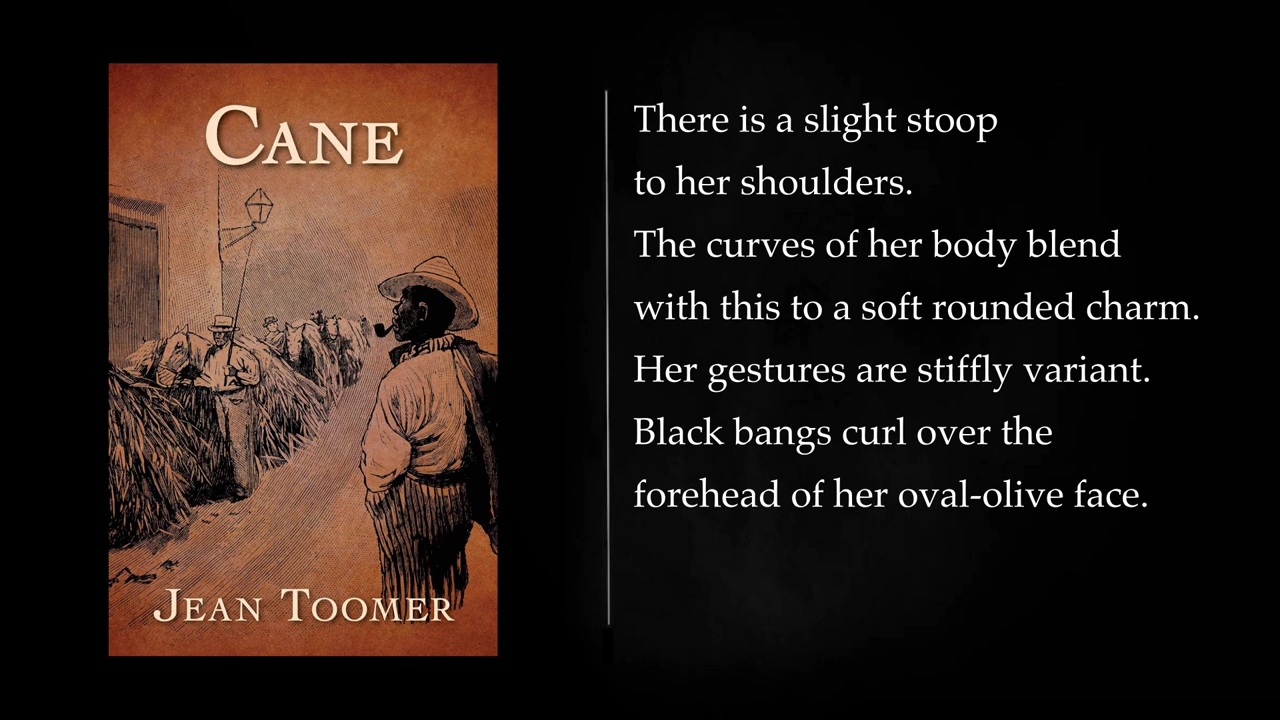 CANE
JEAN TOOMER
There is a slight stoop
to her shoulders.
The curves of her body blend
with this to a soft rounded charm.
Her gestures are stiffly variant.
Black bangs curl over the
forehead of her oval-olive face.